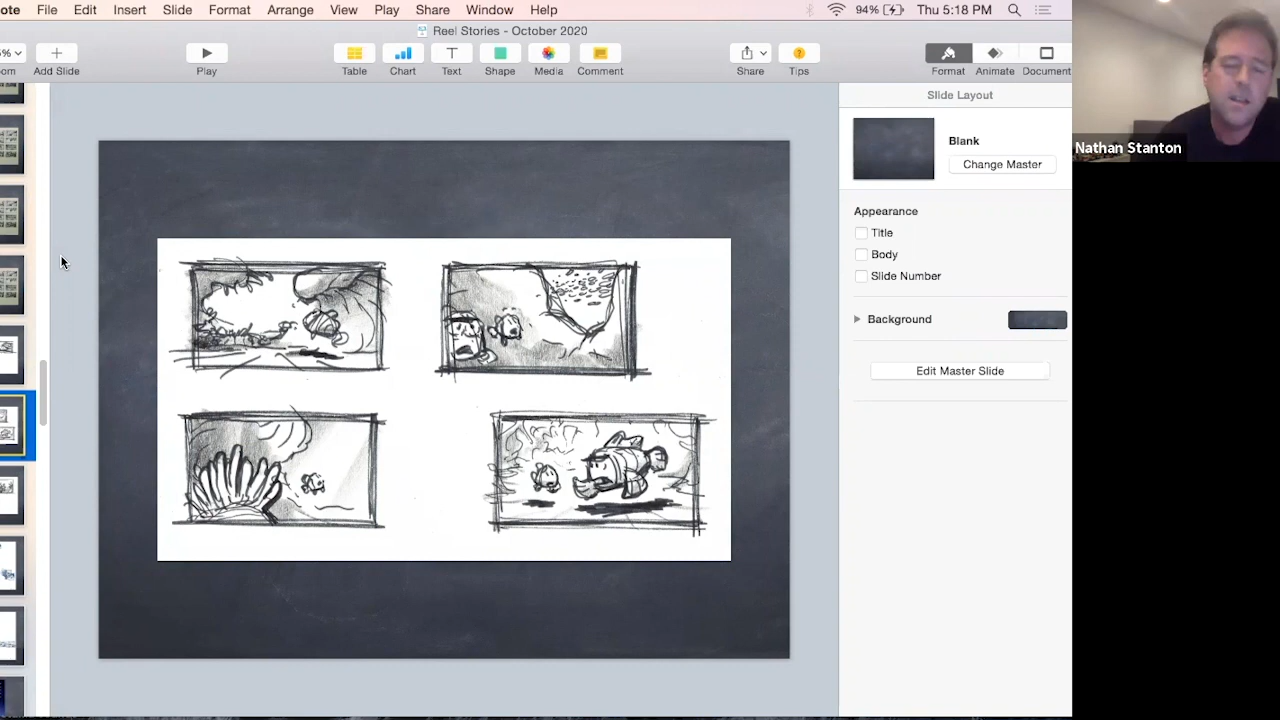 ote File Edit Insert Slide Format Arrange View Play Share Window Help 94% Thu 5:18 PM
Reel Stories - October 2020
% Add Slide Play Table Chart Text Shape Media Comment Share Tips Format Animate Document
oom
Slide Layout
Blank
Change Master
Appearance
Title
Body
Slide Number
Background
Edit Master Slide
Nathan Stanton